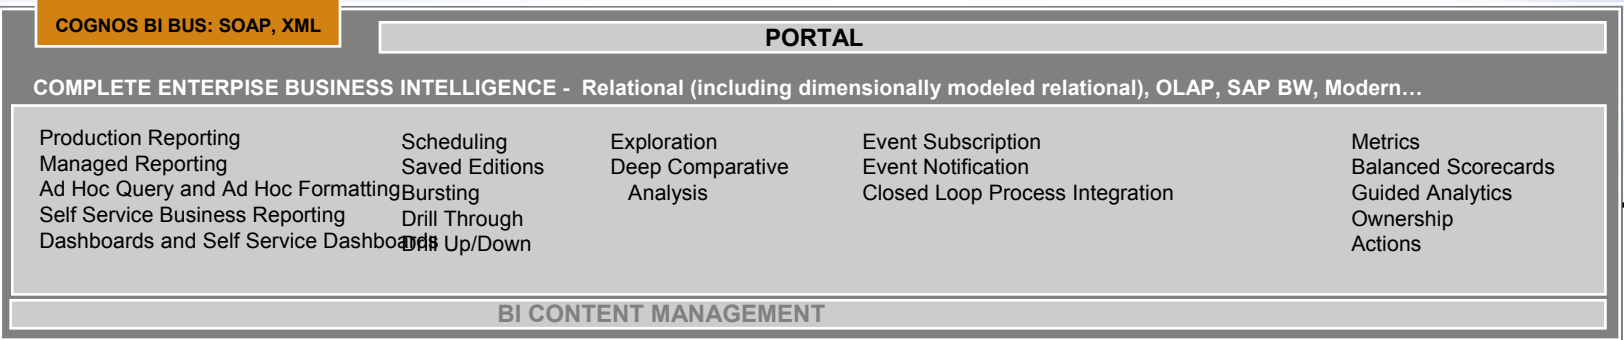 COGNOS BI BUS: SOAP, XML
PORTAL
COMPLETE ENTERPISE BUSINESS INTELLIGENCE - Relational (including dimensionally modeled relational), OLAP, SAP BW, Modern…
Production Reporting
Managed Reporting
Ad Hoc Query and Ad Hoc Formatting
Self Service Business Reporting
Dashboards and Self Service Dashboards
Scheduling
Saved Editions
Bursting
Drill Through
Drill Up/Down
Exploration
Deep Comparative
Analysis
Event Subscription
Event Notification
Closed Loop Process Integration
Metrics
Balanced Scorecards
Guided Analytics
Ownership
Actions
BI CONTENT MANAGEMENT